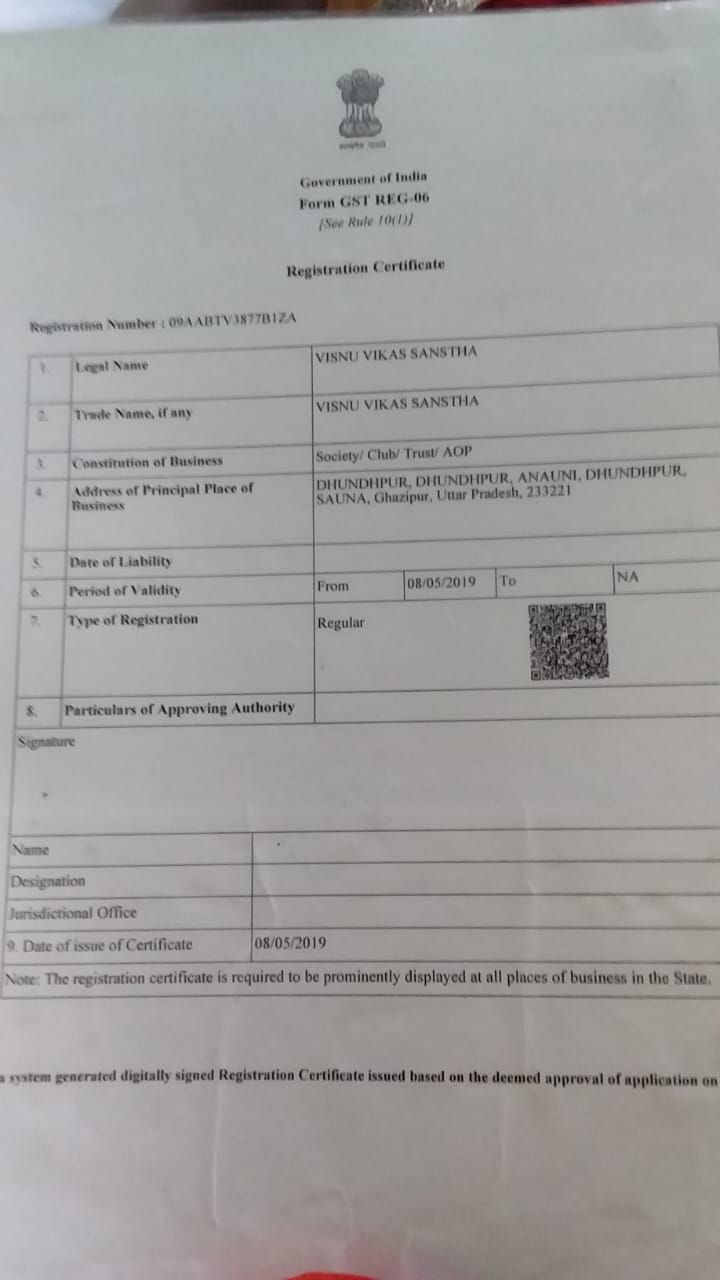 Government of India
Form GST REG-06
[See Rule 10(1)]
Registration Certificate
Registration Number : 09AABTV3877B1ZA
1. Legal Name VISNU VIKAS SANSTHA
2. Trade Name, if any VISNU VIKAS SANSTHA
3. Constitution of Business Society/ Club/ Trust/ AOP
4. Address of Principal Place of
Business
DHUNDHPUR, DHUNDHPUR, ANAUNI, DHUNDHPUR,
SAUNA, Ghazipur, Uttar Pradesh, 233221
5. Date of Liability
6. Period of Validity From 08/05/2019 To NA
7. Type of Registration Regular
8. Particulars of Approving Authority
Signature
Name
Designation
Jurisdictional Office
9. Date of issue of Certificate 08/05/2019
Note: The registration certificate is required to be prominently displayed at all places of business in the State.
a system generated digitally signed Registration Certificate issued based on the deemed approval of application on